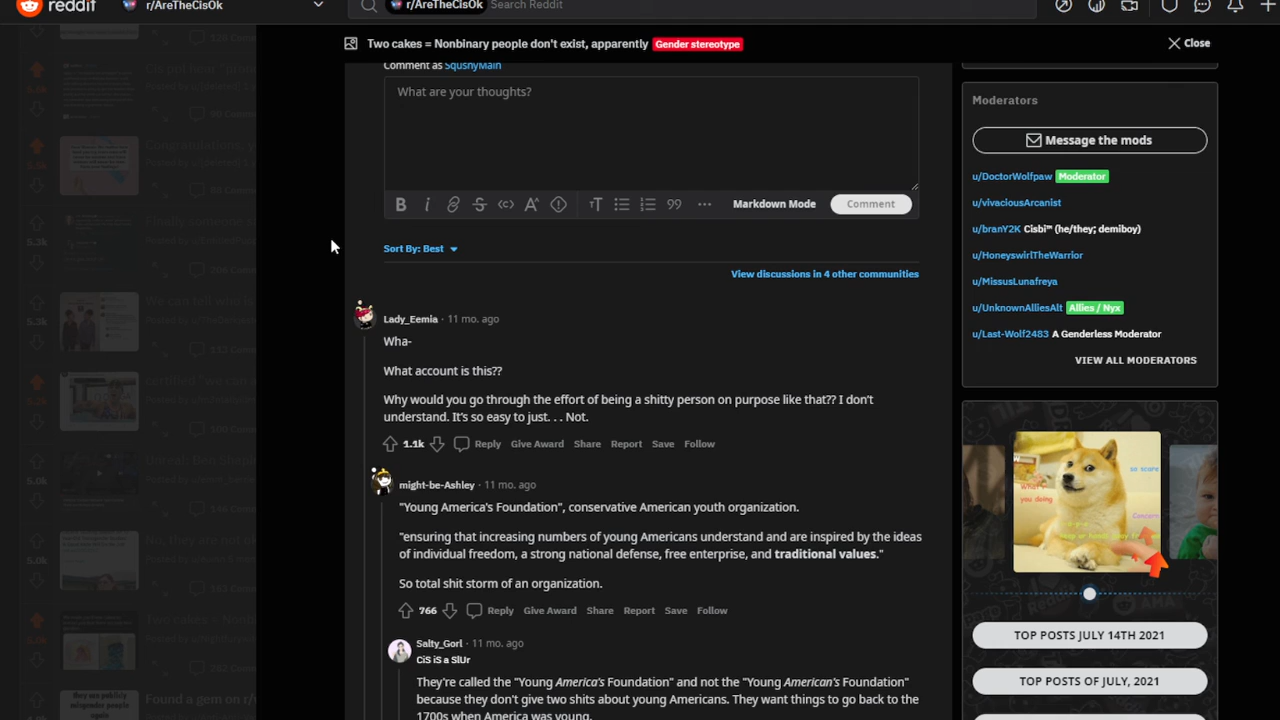 reddit
r/AreTheCisOk
r/AreTheCisOk
Search Reddit
Two cakes = Nonbinary people don't exist, apparently
Gender stereotype
Close
Comment as SqusnyMain
What are your thoughts?
Markdown Mode
Comment
Sort By: Best
View discussions in 4 other communities
Lady_Eemia · 11 mo. ago
Wha-
What account is this??
Why would you go through the effort of being a shitty person on purpose like that?? I don't
understand. It's so easy to just. . . Not.
1.1k
Reply Give Award Share Report Save Follow
might-be-Ashley · 11 mo. ago
"Young America's Foundation", conservative American youth organization.
"ensuring that increasing numbers of young Americans understand and are inspired by the ideas
of individual freedom, a strong national defense, free enterprise, and traditional values."
So total shit storm of an organization.
766
Reply Give Award Share Report Save Follow
Salty_Gorl · 11 mo. ago
CiS iS a SlUr
They're called the "Young America's Foundation" and not the "Young American's Foundation"
because they don't give two shits about young Americans. They want things to go back to the
1700s when America was young.
Moderators
Message the mods
u/DoctorWolfpaw Moderator
u/vivaciousArcanist
u/branY2K Cisbi™ (he/they; demiboy)
u/HoneyswirlTheWarrior
u/MissusLunafreya
u/UnknownAlliesAlt Allies / Nyx
u/Last-Wolf2483 A Genderless Moderator
VIEW ALL MODERATORS
so scare
you doing
Concern
TOP POSTS JULY 14TH 2021
TOP POSTS OF JULY, 2021
Found a gem on r/